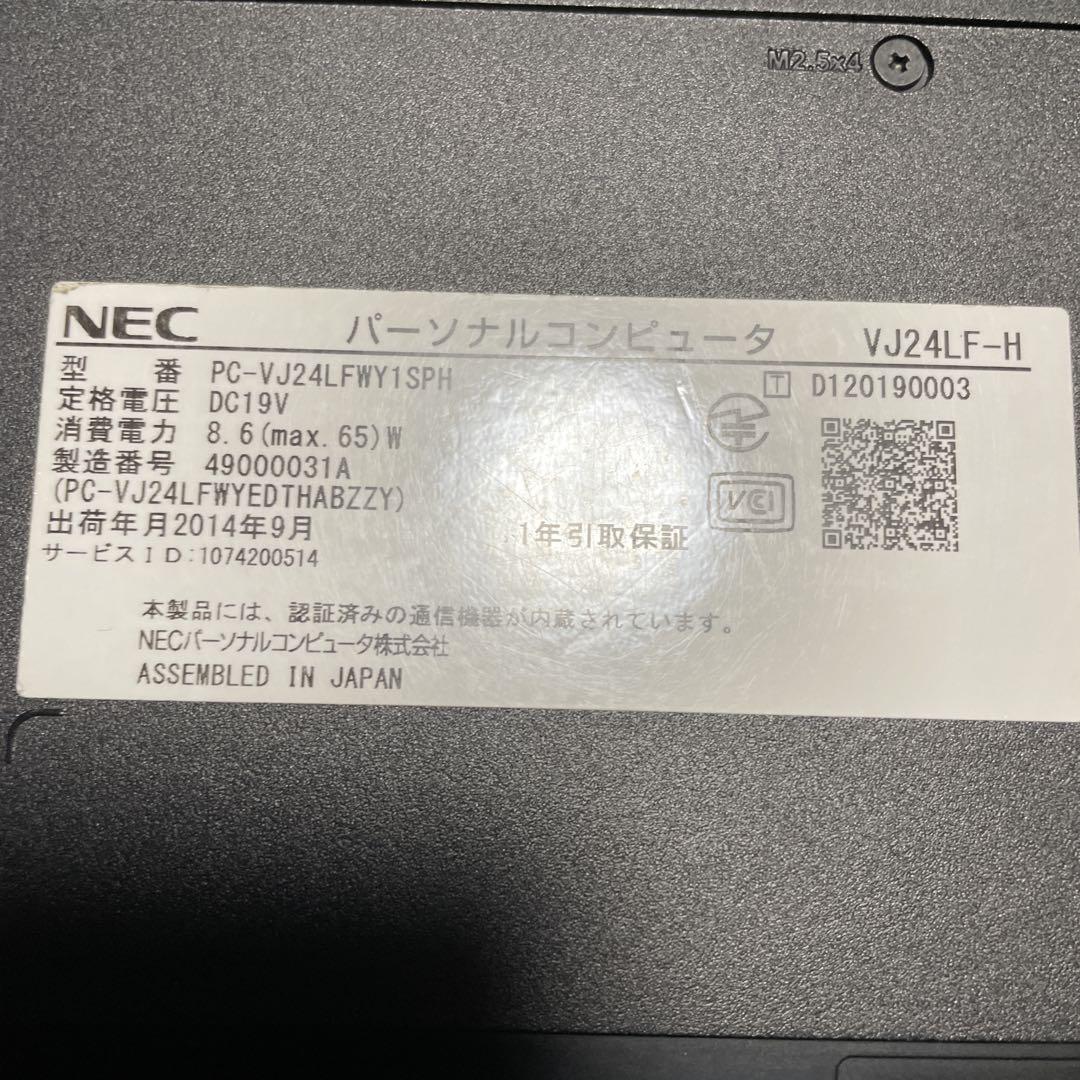 M2.5x4
NEC パーソナルコンピュータ VJ24LF-H
型 番 PC-VJ24LFWY1SPH
T D120190003
定格電圧 DC19V
消費電力 8.6(max.65)W
製造番号 49000031A
(PC-VJ24LFWYEDTHABZZY)
VCI
出荷年月2014年9月
1年引取保証
サービスID:1074200514
本製品には、認証済みの通信機器が内蔵されています。
NECパーソナルコンピュータ株式会社
ASSEMBLED IN JAPAN